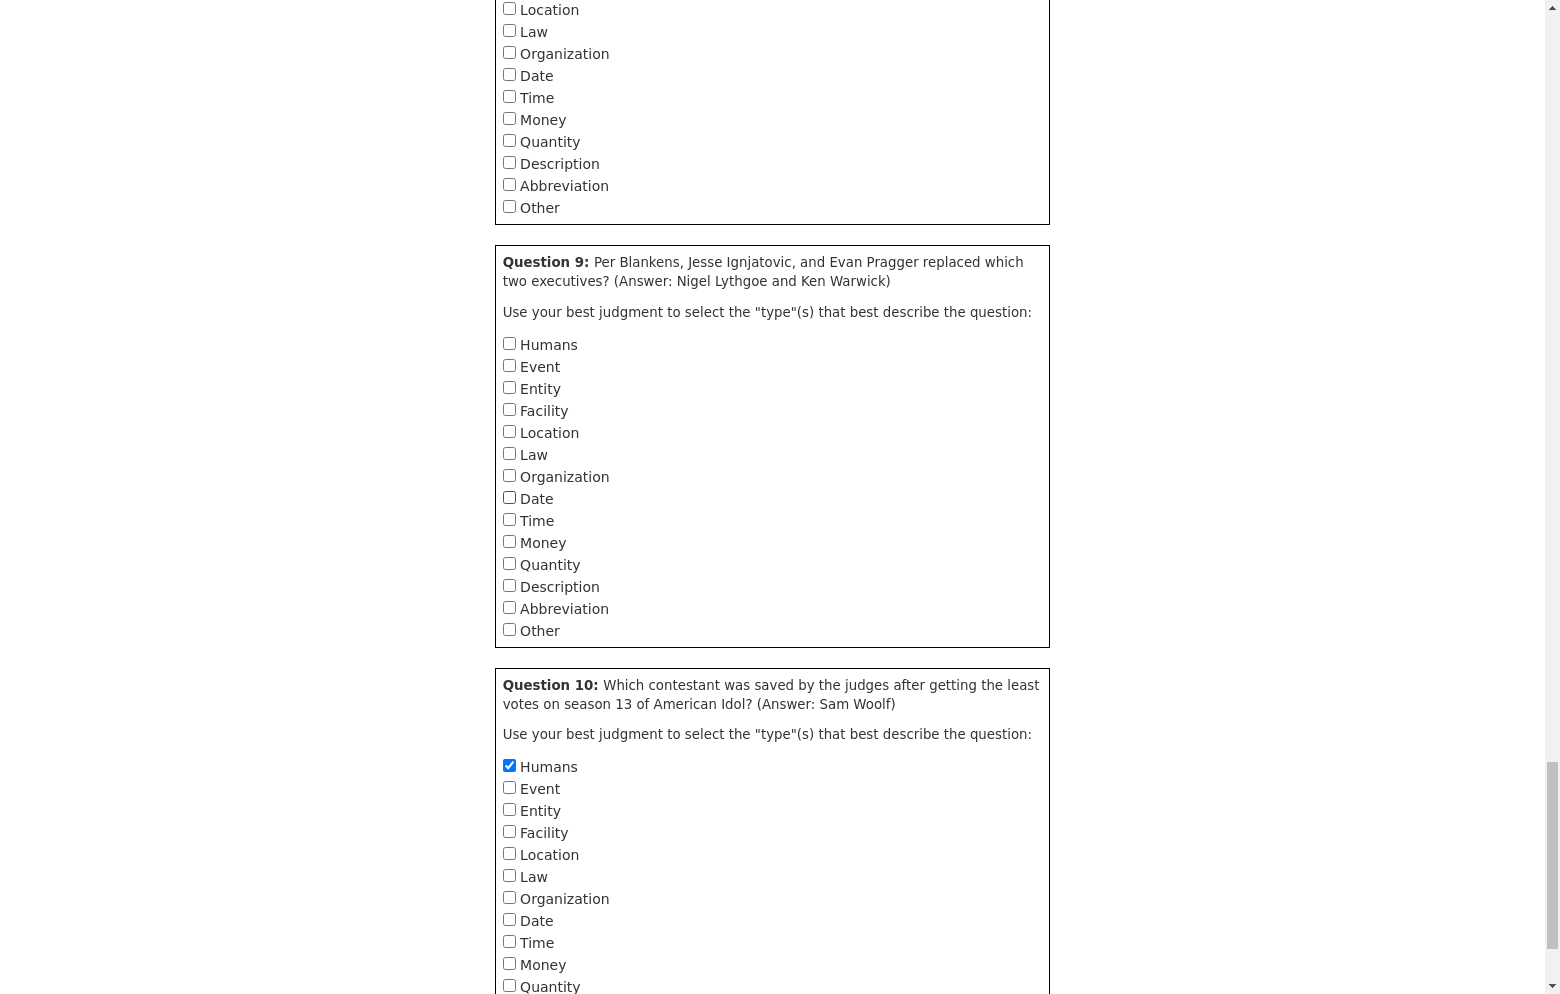 Location
Law
Organization
Date
Time
Money
Quantity
Description
Abbreviation
Other
Question 9: Per Blankens, Jesse Ignjatovic, and Evan Pragger replaced which
two executives? (Answer: Nigel Lythgoe and Ken Warwick)
Use your best judgment to select the "type"(s) that best describe the question:
Humans
Event
Entity
Facility
Location
Law
Organization
Date
Time
Money
Quantity
Description
Abbreviation
Other
Question 10: Which contestant was saved by the judges after getting the least
votes on season 13 of American Idol? (Answer: Sam Woolf)
Use your best judgment to select the "type"(s) that best describe the question:
Humans
Event
Entity
Facility
Location
Law
Organization
Date
Time
Money
Quantity